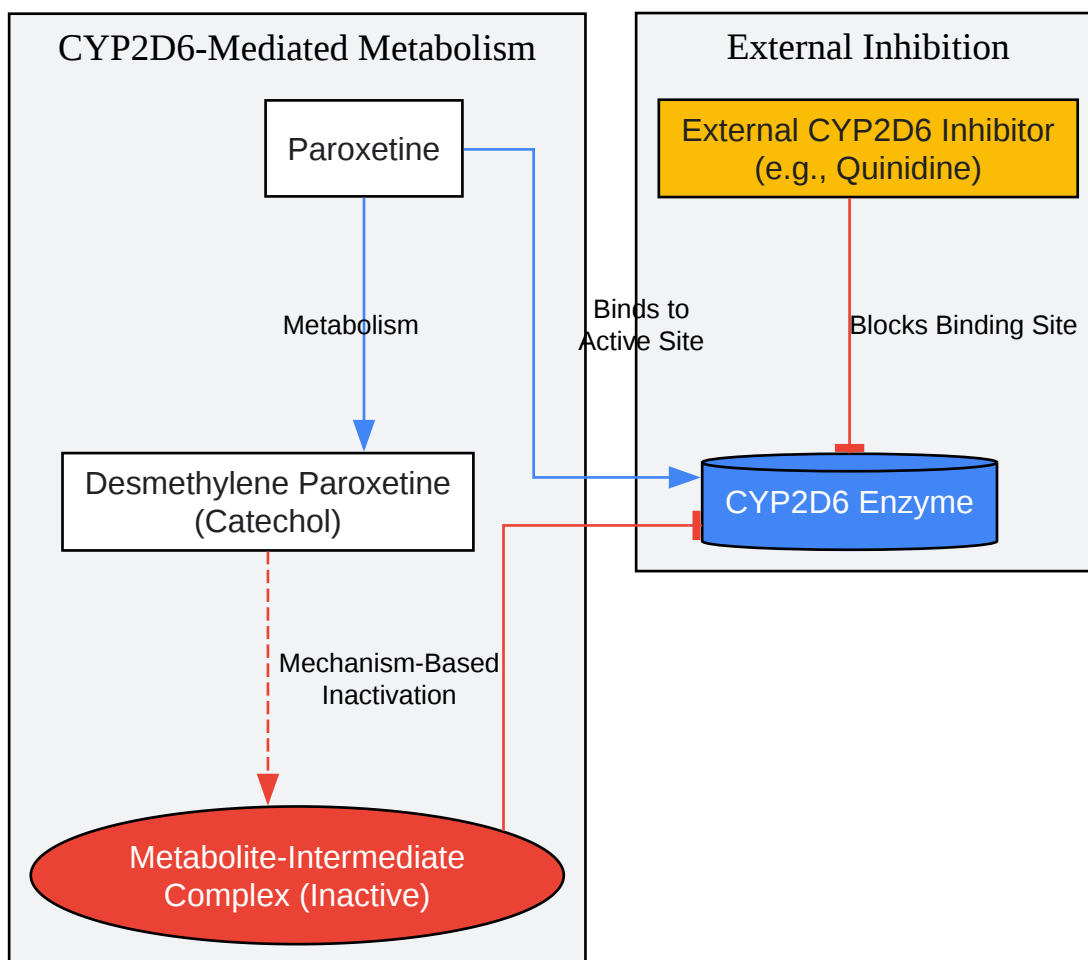 CYP2D6-Mediated Metabolism
Paroxetine
Metabolism
Desmethylene Paroxetine
(Catechol)
Mechanism-Based
Inactivation
Metabolite-Intermediate
Complex (Inactive)
Binds to
Active Site
External Inhibition
External CYP2D6 Inhibitor
(e.g., Quinidine)
Blocks Binding Site
CYP2D6 Enzyme